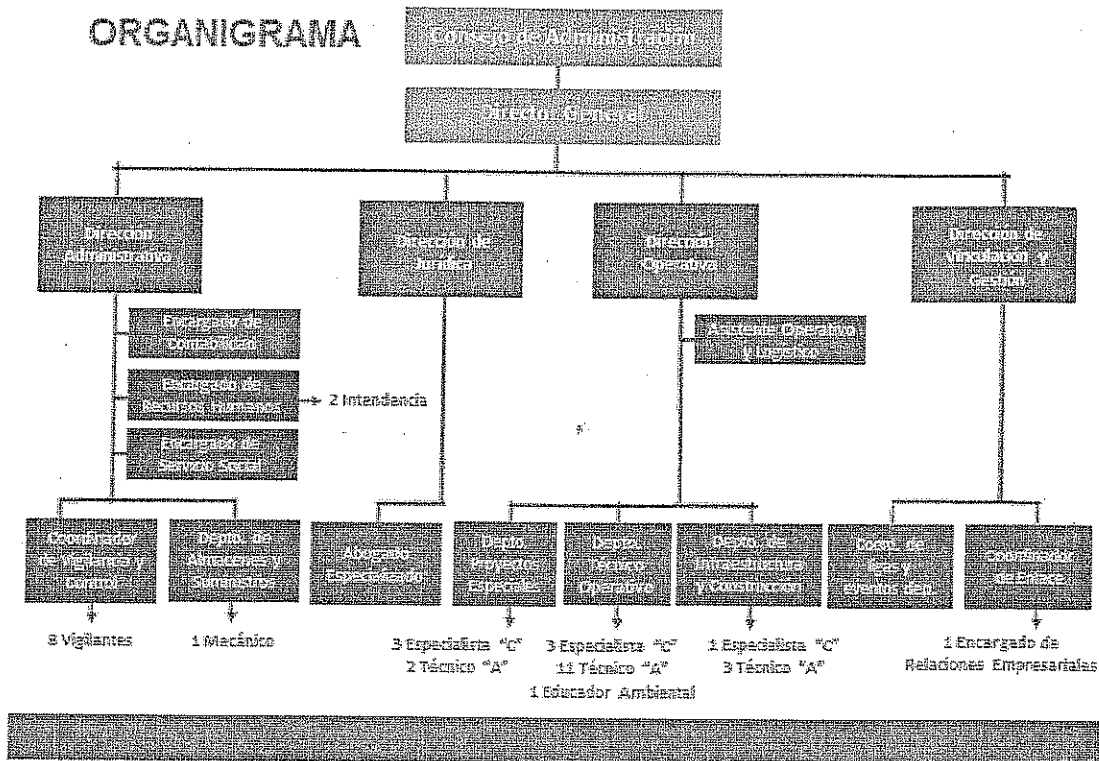 ORGANIGRAMA
Consejo de Administración
Director General
Dirección
Administrativa
Dirección de
Jurídica
Dirección
Operativa
Dirección de
Vinculación y
Gestión
Encargado de
Contabilidad
Encargado de
Recursos Humanos
2 Intendencia
Encargado de
Servicio Social
Asistente Operativo
y Logístico
Coordinador
de Vigilancia y
Control
Depto. de
Almacenes y
Suministros
Abogado
Especializado
Depto.
Proyectos
Especiales
Depto.
Técnico
Operativo
Depto. de
Infraestructura
y Construcción
de
y
Eventos dep.
Coordinador
de Enlace
8 Vigilantes
1 Mecánico
3 Especialista "C"
2 Técnico "A"
3 Especialista "C"
11 Técnico "A"
1 Educador Ambiental
1 Especialista "C"
3 Técnico "A"
1 Encargado de
Relaciones Empresariales